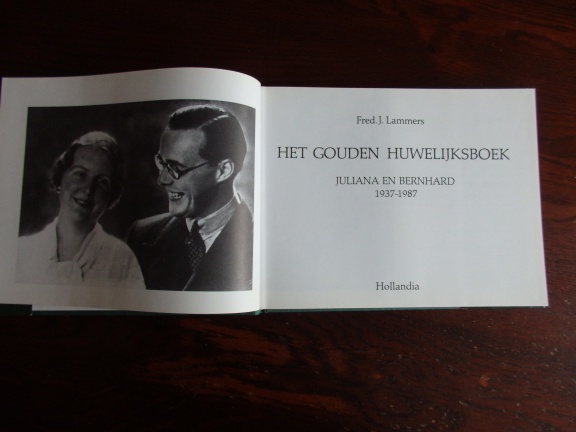 Fred. J. Lammers
HET GOUDEN HUWELIJKSBOEK
JULIANA EN BERNHARD
1937-1987
Hollandia